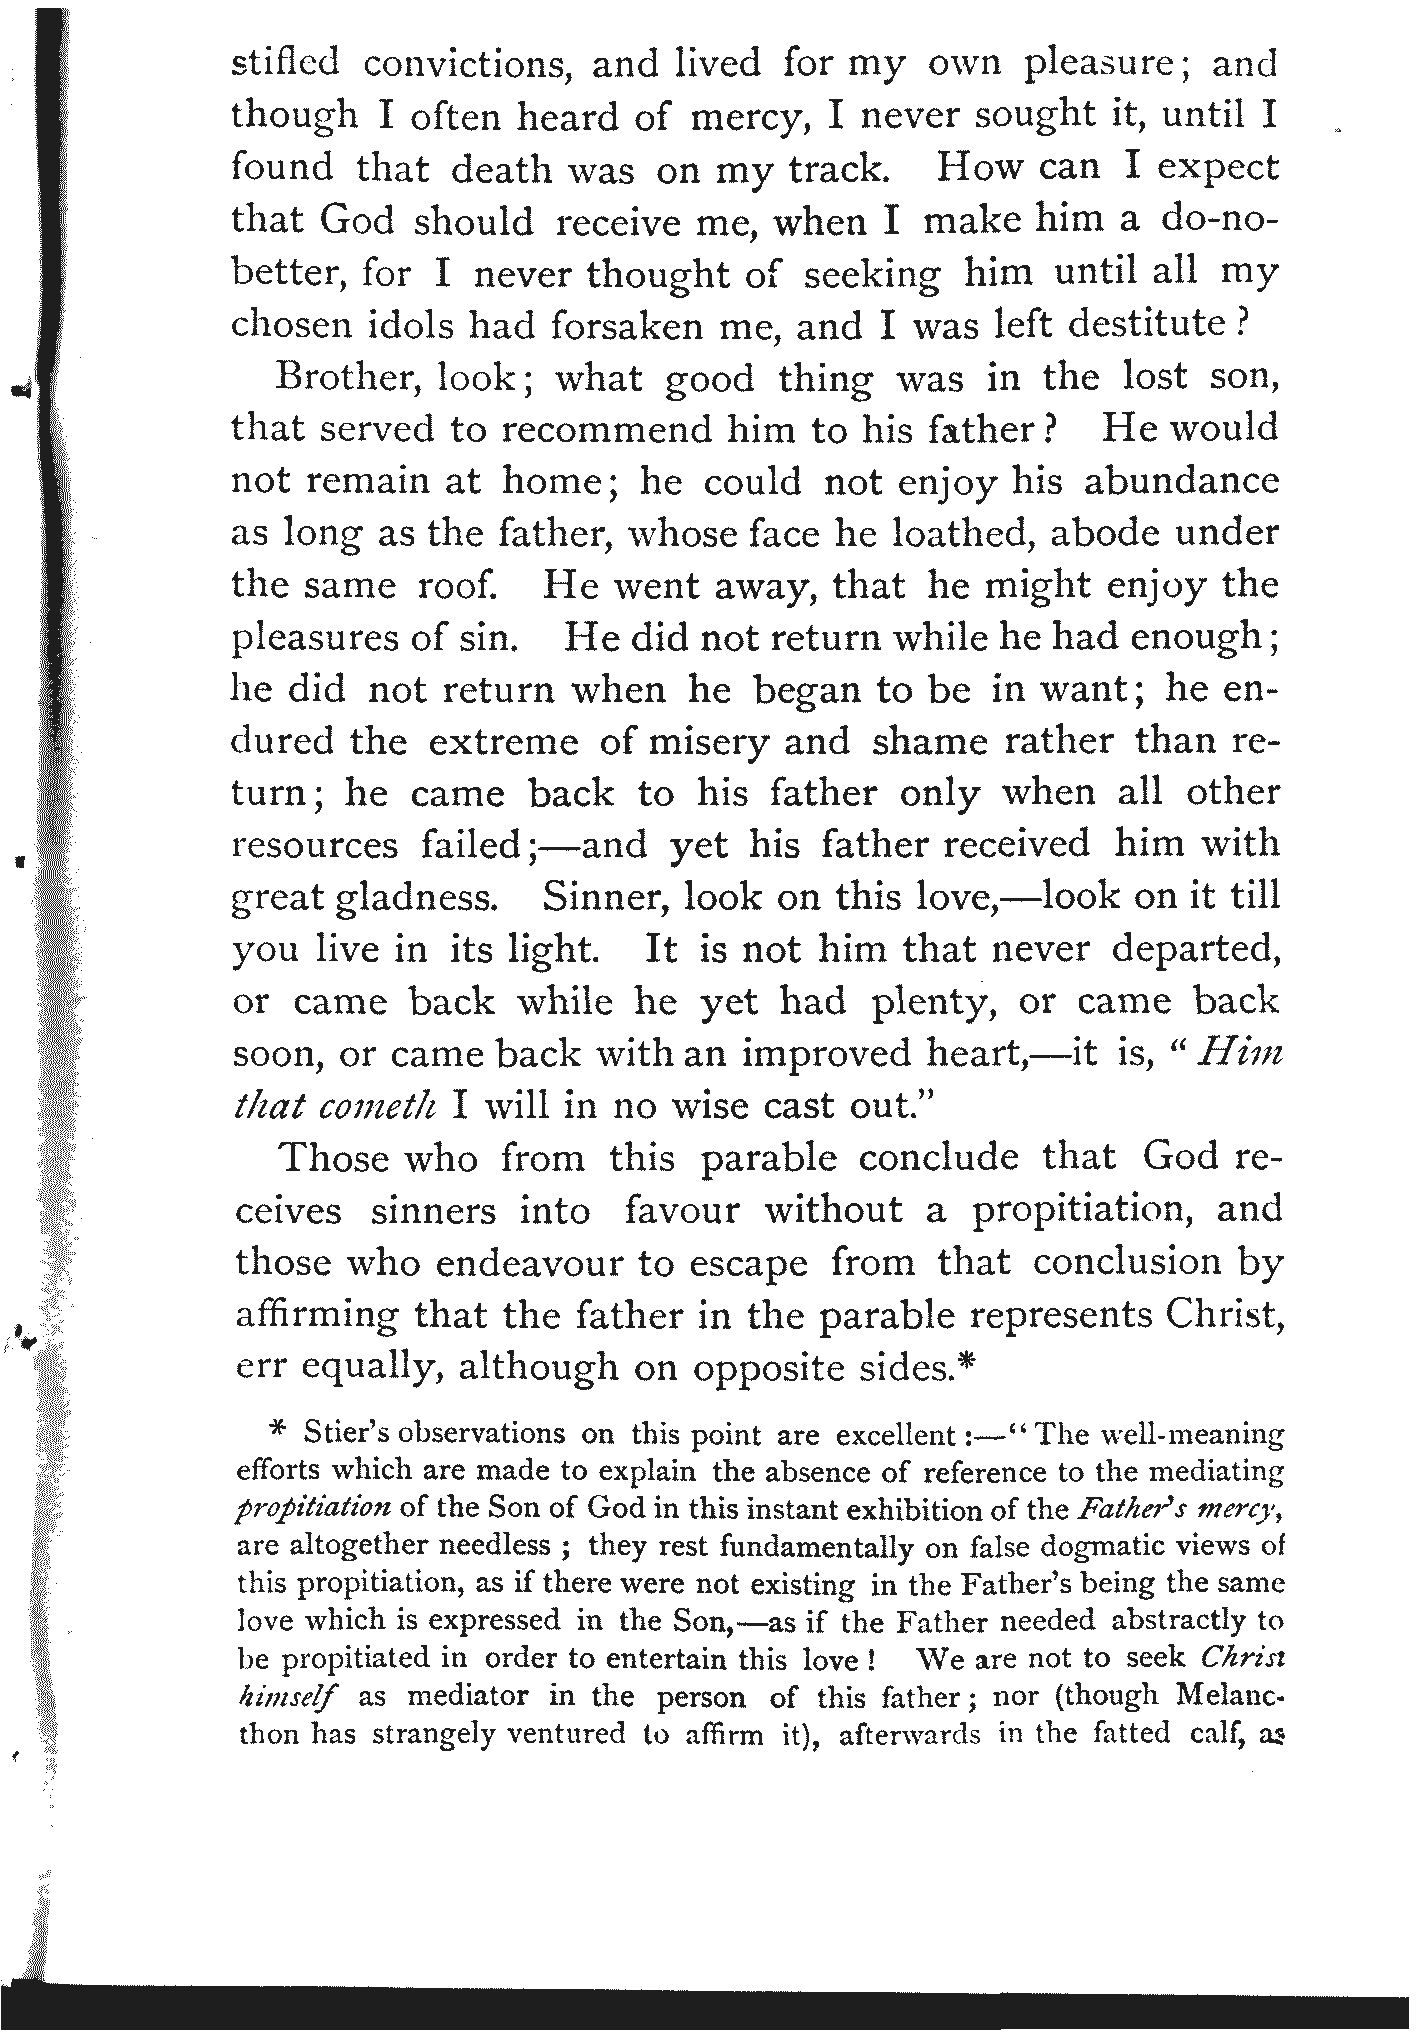 stifled convictions, and lived for my own pleasure; and
though I often heard of mercy, I never sought it, until I
found that death was on my track. How can I expect
that God should receive me, when I make him a do-no-
better, for I never thought of seeking him until all my
chosen idols had forsaken me, and I was left destitute?
Brother, look; what good thing was in the lost son,
that served to recommend him to his father? He would
not remain at home; he could not enjoy his abundance
as long as the father, whose face he loathed, abode under
the same roof. He went away, that he might enjoy the
pleasures of sin. He did not return while he had enough;
he did not return when he began to be in want; he en-
dured the extreme of misery and shame rather than re-
turn; he came back to his father only when all other
resources failed;—and yet his father received him with
great gladness. Sinner, look on this love,—look on it till
you live in its light. It is not him that never departed,
or came back while he yet had plenty, or came back
soon, or came back with an improved heart,—it is, “Him
that cometh I will in no wise cast out.”
Those who from this parable conclude that God re-
ceives sinners into favour without a propitiation, and
those who endeavour to escape from that conclusion by
affirming that the father in the parable represents Christ,
err equally, although on opposite sides.*
* Stier’s observations on this point are excellent:—“The well-meaning
efforts which are made to explain the absence of reference to the mediating
propitiation of the Son of God in this instant exhibition of the Father’s mercy,
are altogether needless; they rest fundamentally on false dogmatic views of
this propitiation, as if there were not existing in the Father’s being the same
love which is expressed in the Son,—as if the Father needed abstractly to
be propitiated in order to entertain this love! We are not to seek Christ
himself as mediator in the person of this father; nor (though Melanc-
thon has strangely ventured to affirm it), afterwards in the fatted calf, as